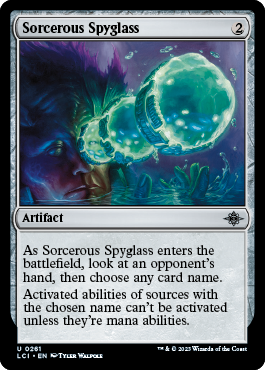 Sorcerous Spyglass 2
Artifact
As Sorcerous Spyglass enters the
battlefield, look at an opponent's
hand, then choose any card name.
Activated abilities of sources with
the chosen name can't be activated
unless they're mana abilities.
U 0261
LCI • EN Tyler Walpole
™ & © 2023 Wizards of the Coast